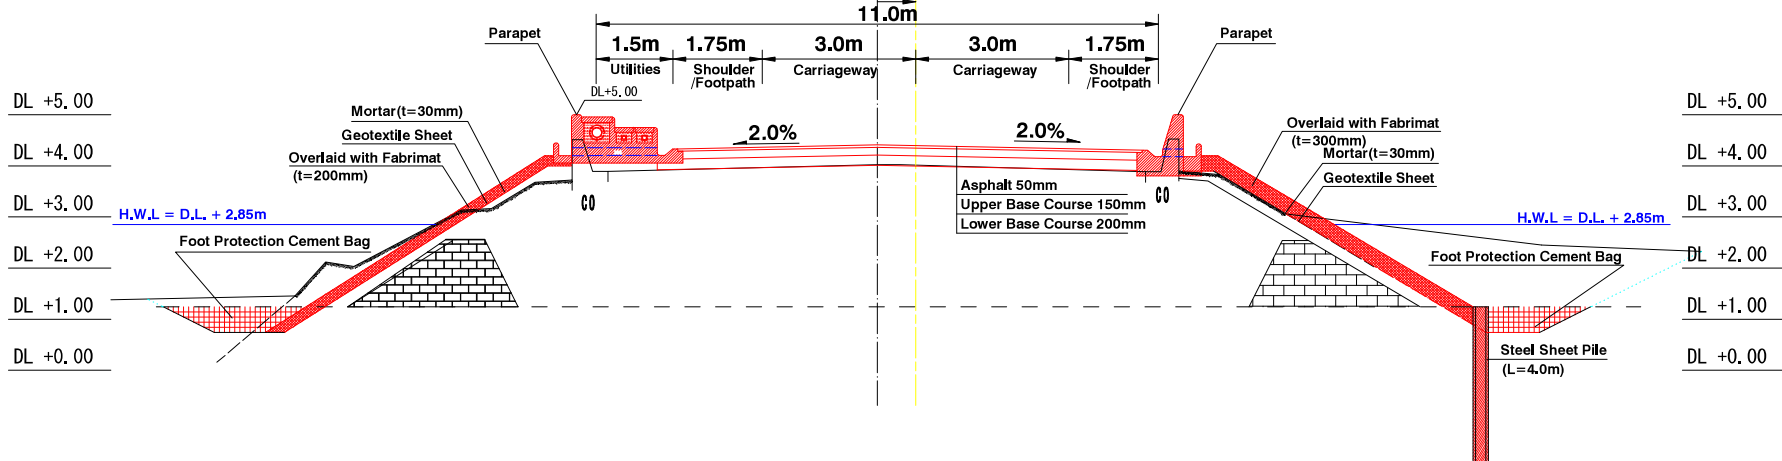 11.0m
Parapet
Parapet
1.5m
1.75m
3.0m
3.0m
1.75m
Utilities
Shoulder
/Footpath
Carriageway
Carriageway
Shoulder
/Footpath
DL +5.00
DL+5.00
DL +5.00
Mortar(t=30mm)
Geotextile Sheet
Overlaid with Fabrimat
(t=200mm)
2.0%
2.0%
Overlaid with Fabrimat
(t=300mm)
Mortar(t=30mm)
Geotextile Sheet
DL +4.00
DL +4.00
Asphalt 50mm
Upper Base Course 150mm
Lower Base Course 200mm
CO
CO
DL +3.00
DL +3.00
H.W.L = D.L. + 2.85m
H.W.L = D.L. + 2.85m
Foot Protection Cement Bag
Foot Protection Cement Bag
DL +2.00
DL +2.00
DL +1.00
DL +1.00
DL +0.00
DL +0.00
Steel Sheet Pile
(L=4.0m)